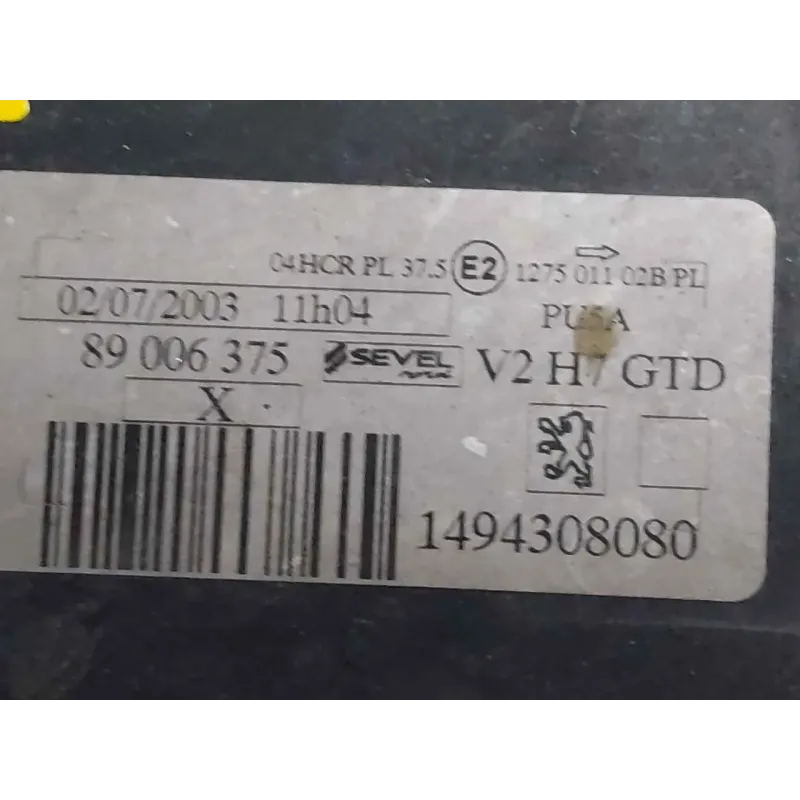 04HCR PL 37.5 E2 1275 011 02B PL
02/07/2003 11h04 PU5A
89 006 375 SEVEL V2 H7 GTD
X
1494308080